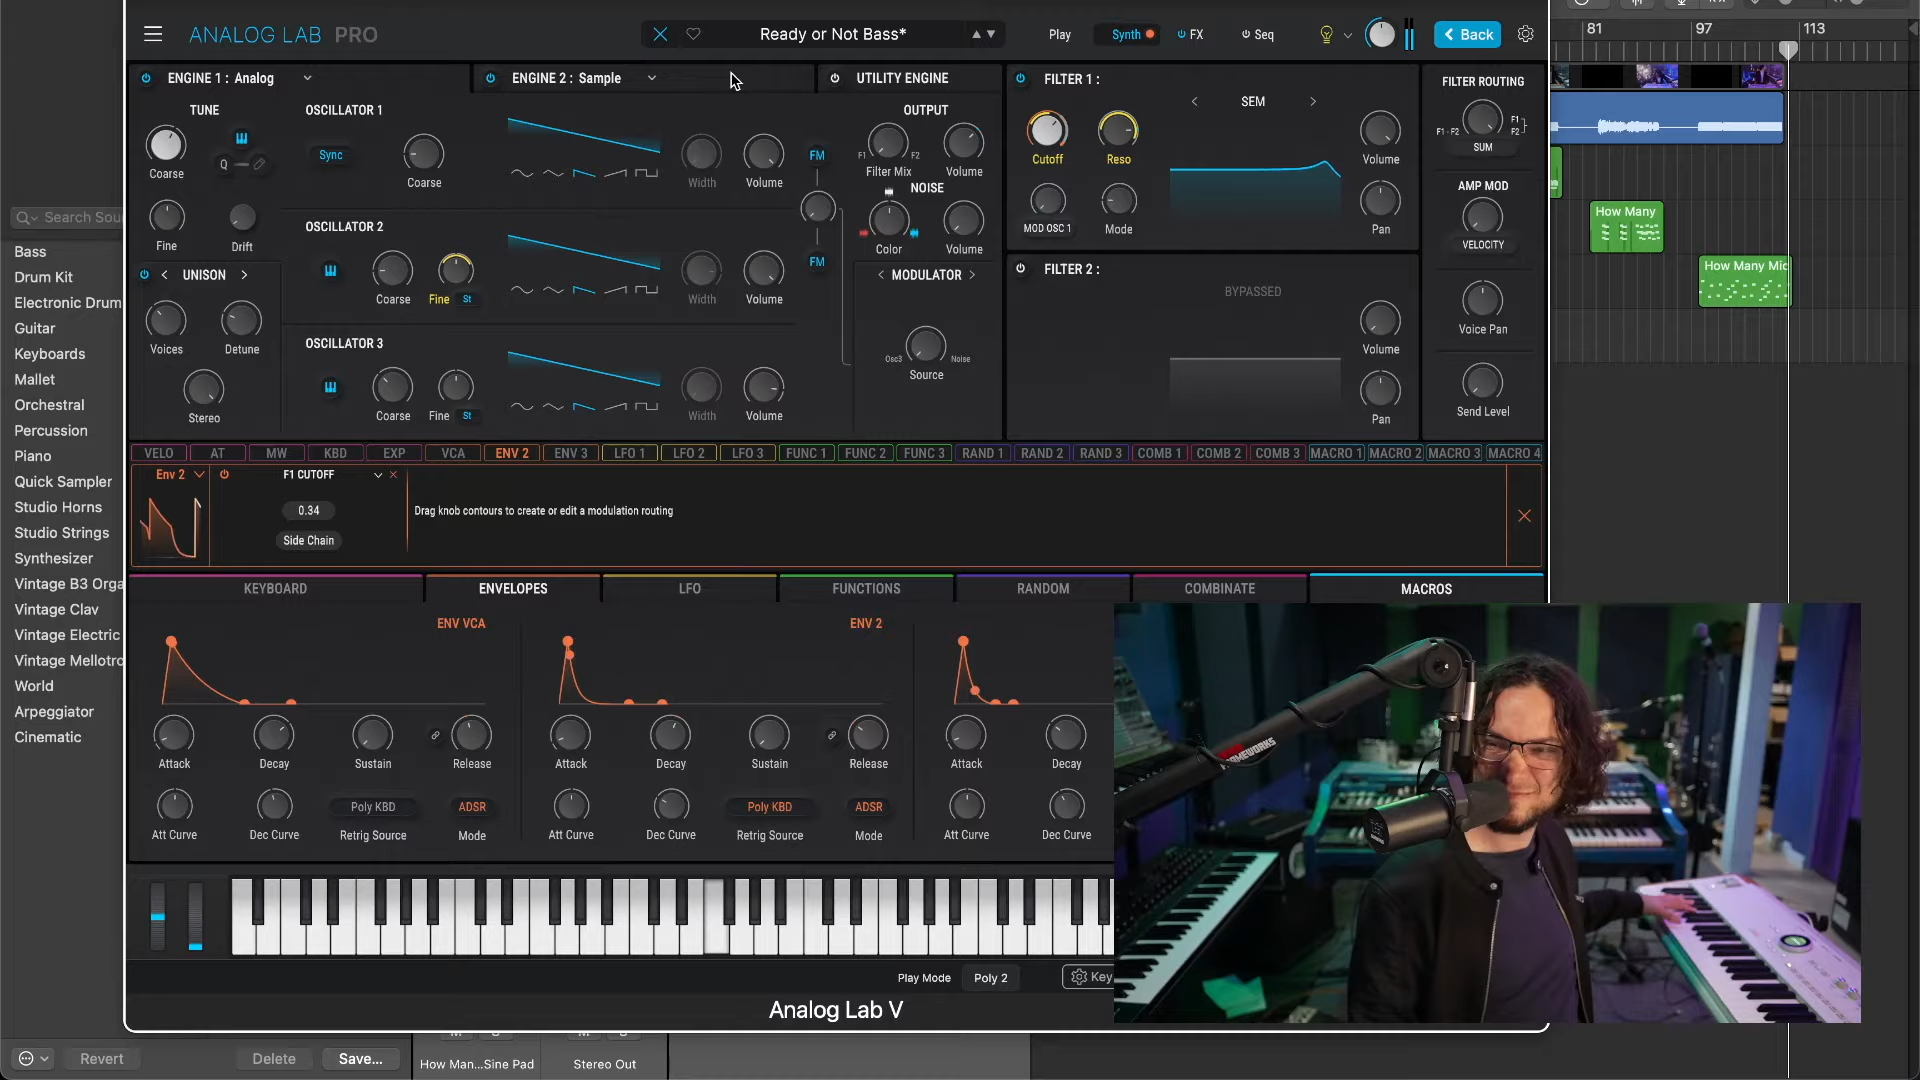 ANALOG LAB PRO
Ready or Not Bass*
Play
Synth
FX
Seq
Back
81
97
113
ENGINE 1 : Analog
ENGINE 2 : Sample
UTILITY ENGINE
FILTER 1 :
FILTER ROUTING
TUNE
OSCILLATOR 1
OUTPUT
SEM
Sync
FM
F1 F2
F1 - F2
F1
F2
Coarse
Coarse
Width
Volume
Filter Mix
Volume
Cutoff
Reso
Volume
SUM
Q
NOISE
AMP MOD
OSCILLATOR 2
MOD OSC 1
Mode
Pan
VELOCITY
Fine
Drift
Color
Volume
FM
UNISON
MODULATOR
FILTER 2 :
BYPASSED
Coarse
Fine
St
Width
Volume
Voices
Detune
OSCILLATOR 3
Osc3
Noise
Source
Volume
Voice Pan
Stereo
Coarse
Fine
St
Width
Volume
Pan
Send Level
How Many
How Many Mid
Bass
Drum Kit
Electronic Drum
Guitar
Keyboards
Mallet
Orchestral
Percussion
Piano
Quick Sampler
Studio Horns
Studio Strings
Synthesizer
Vintage B3 Orga
Vintage Clav
Vintage Electric
Vintage Mellotro
World
Arpeggiator
Cinematic
VELO AT MW KBD EXP VCA ENV 2 ENV 3 LFO 1 LFO 2 LFO 3 FUNC 1 FUNC 2 FUNC 3 RAND 1 RAND 2 RAND 3 COMB 1 COMB 2 COMB 3 MACRO 1 MACRO 2 MACRO 3 MACRO 4
Env 2
F1 CUTOFF
0.34
Side Chain
Drag knob contours to create or edit a modulation routing
KEYBOARD ENVELOPES LFO FUNCTIONS RANDOM COMBINATE MACROS
ENV VCA
ENV 2
Attack Decay Sustain Release
Attack Decay Sustain Release
Attack Decay
Poly KBD
ADSR
Poly KBD
ADSR
Att Curve Dec Curve Retrig Source Mode
Att Curve Dec Curve Retrig Source Mode
Att Curve Dec Curve
Play Mode
Poly 2
Key
Analog Lab V
Revert
Delete
Save...
How Man...Sine Pad
Stereo Out